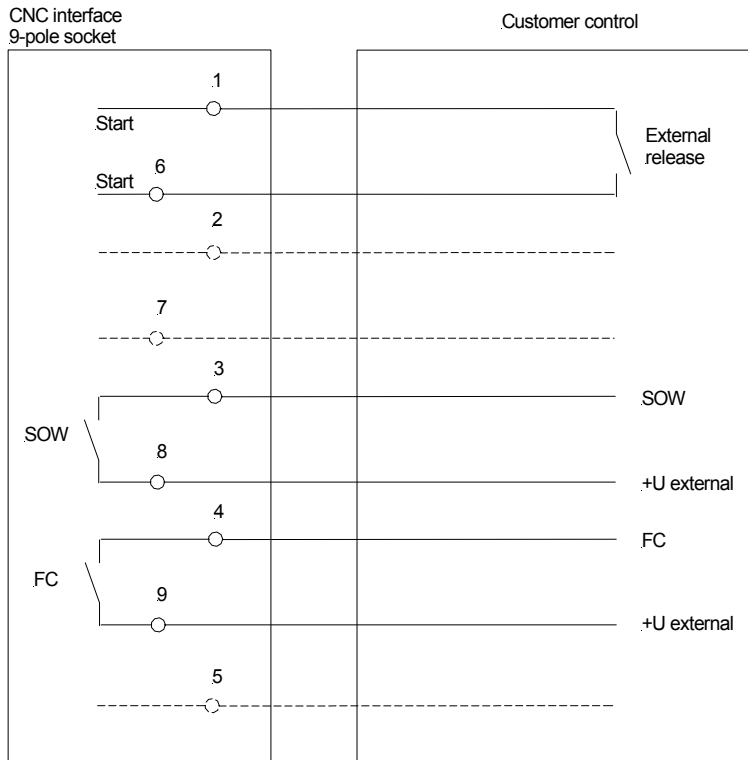 CNC interface
9-pole socket
Customer control
1
Start
External
release
6
Start
2
7
3
SOW
SOW
8
+U external
4
FC
FC
9
+U external
5